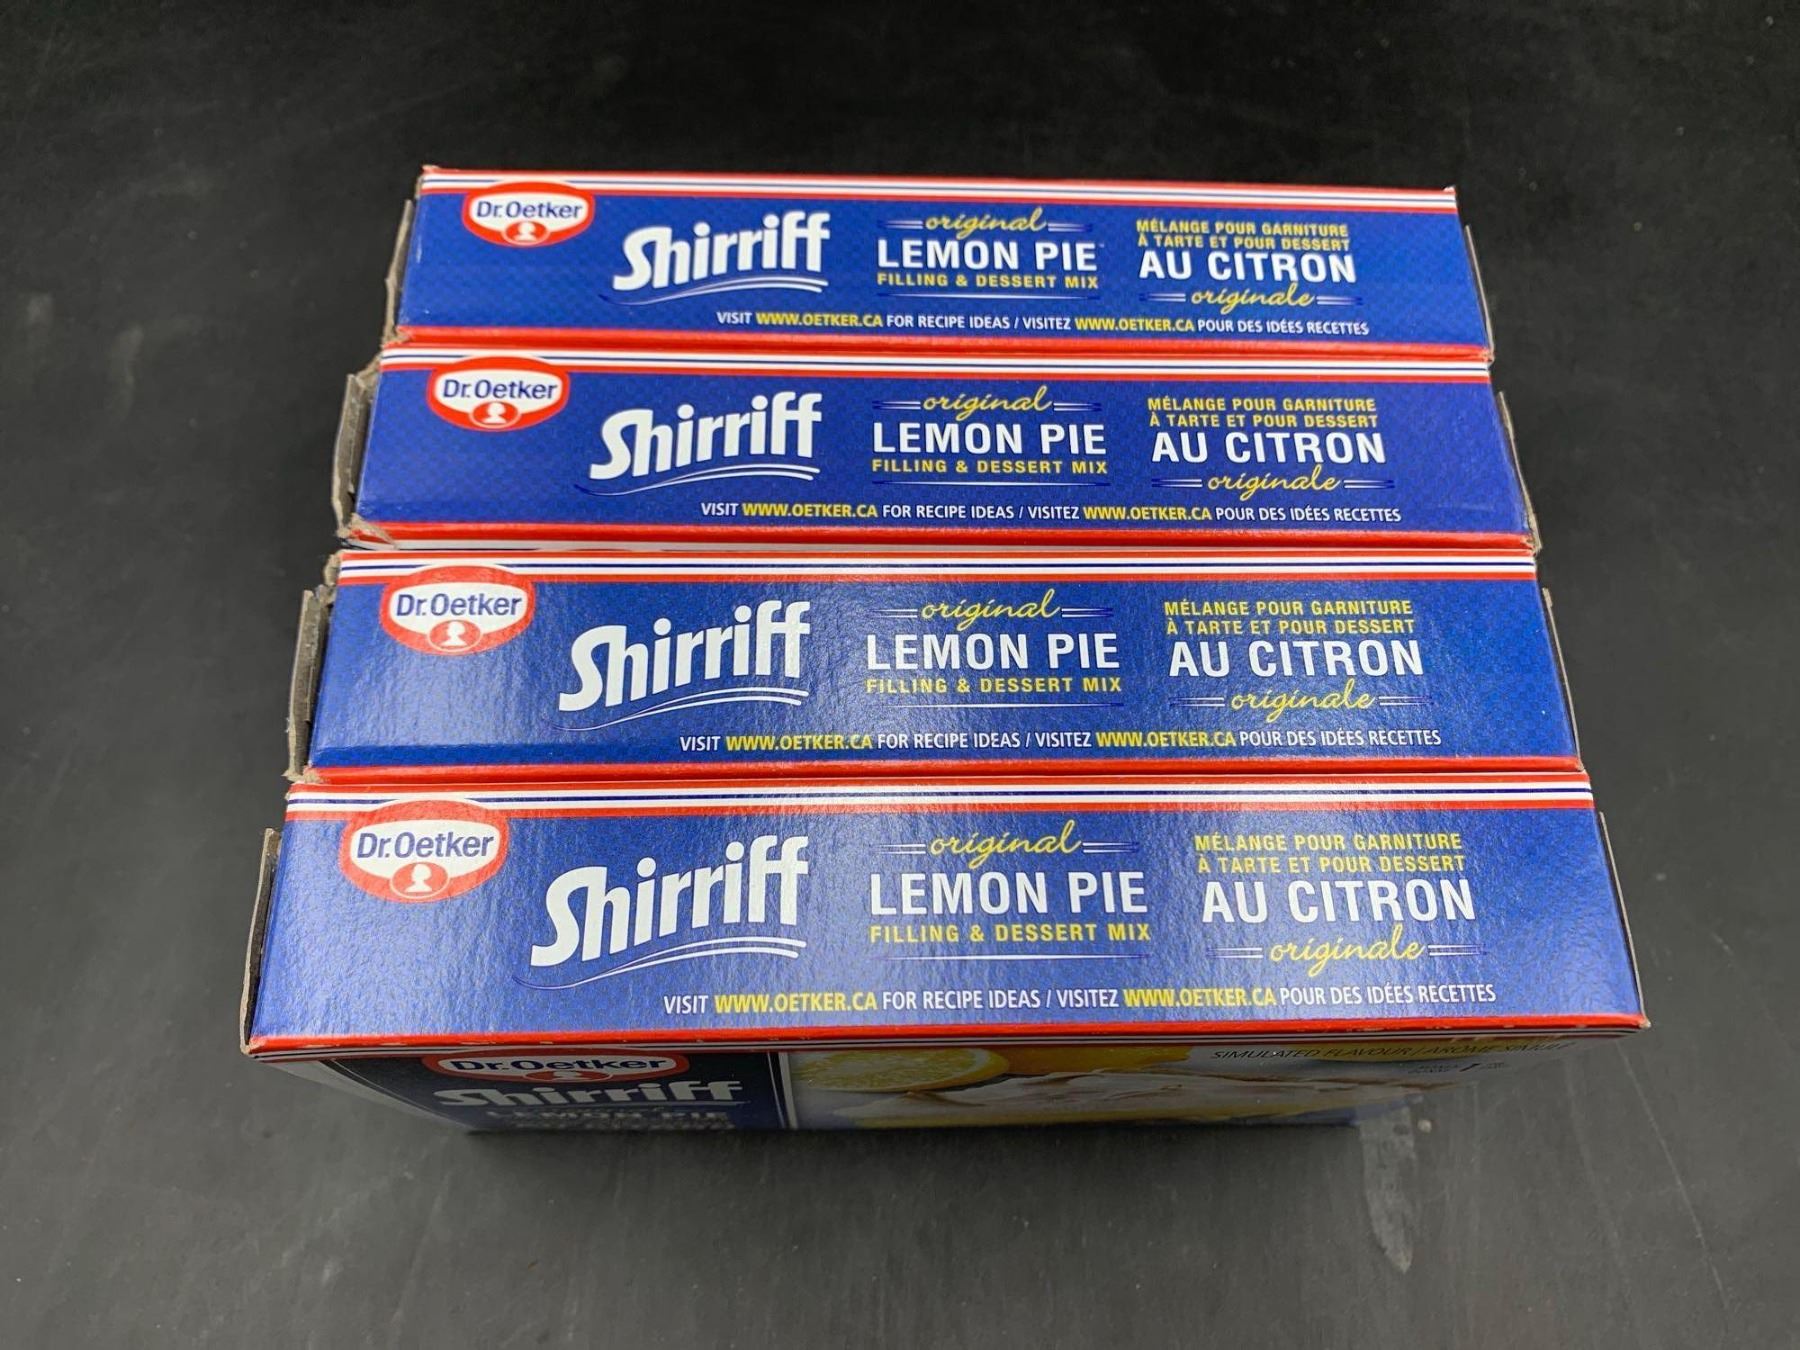 Dr.Oetker
Shirriff
original
LEMON PIE
FILLING & DESSERT MIX
MÉLANGE POUR GARNITURE
À TARTE ET POUR DESSERT
AU CITRON
originale
VISIT WWW.OETKER.CA FOR RECIPE IDEAS / VISITEZ WWW.OETKER.CA POUR DES IDÉES RECETTES
Dr.Oetker
Shirriff
original
LEMON PIE
FILLING & DESSERT MIX
MÉLANGE POUR GARNITURE
À TARTE ET POUR DESSERT
AU CITRON
originale
VISIT WWW.OETKER.CA FOR RECIPE IDEAS / VISITEZ WWW.OETKER.CA POUR DES IDÉES RECETTES
Dr.Oetker
Shirriff
original
LEMON PIE
FILLING & DESSERT MIX
MÉLANGE POUR GARNITURE
À TARTE ET POUR DESSERT
AU CITRON
originale
VISIT WWW.OETKER.CA FOR RECIPE IDEAS / VISITEZ WWW.OETKER.CA POUR DES IDÉES RECETTES
Dr.Oetker
Shirriff
original
LEMON PIE
FILLING & DESSERT MIX
MÉLANGE POUR GARNITURE
À TARTE ET POUR DESSERT
AU CITRON
originale
VISIT WWW.OETKER.CA FOR RECIPE IDEAS / VISITEZ WWW.OETKER.CA POUR DES IDÉES RECETTES
Dr.Oetker
Shirriff
LEMON PIE
SIMULATED FLAVOUR / ARÔME SIMULÉ